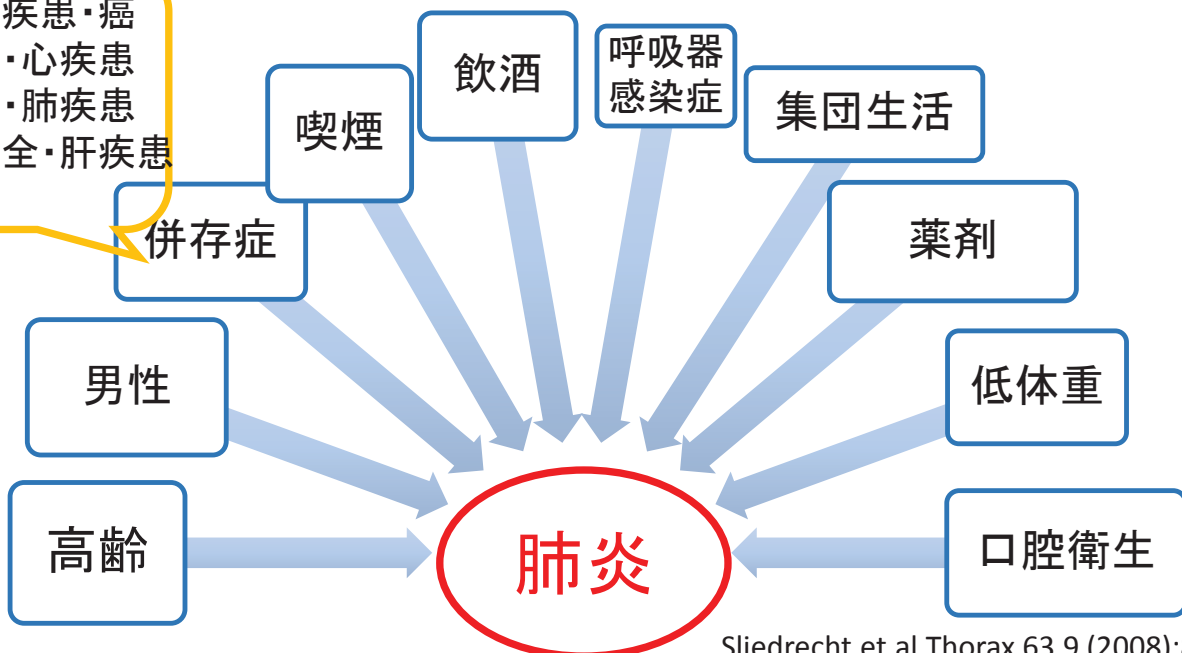 疾患・癌
・心疾患
・肺疾患
全・肝疾患
併存症
喫煙
飲酒
呼吸器
感染症
集団生活
薬剤
男性
低体重
高齢
肺炎
口腔衛生
Sliedrecht et al Thorax 63.9 (2008):